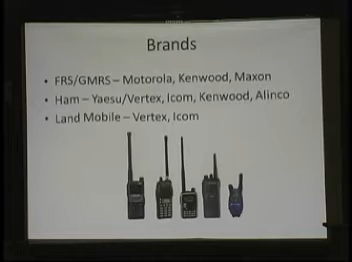 Brands
• FRS/GMRS – Motorola, Kenwood, Maxon
• Ham – Yaesu/Vertex, Icom, Kenwood, Alinco
• Land Mobile – Vertex, Icom